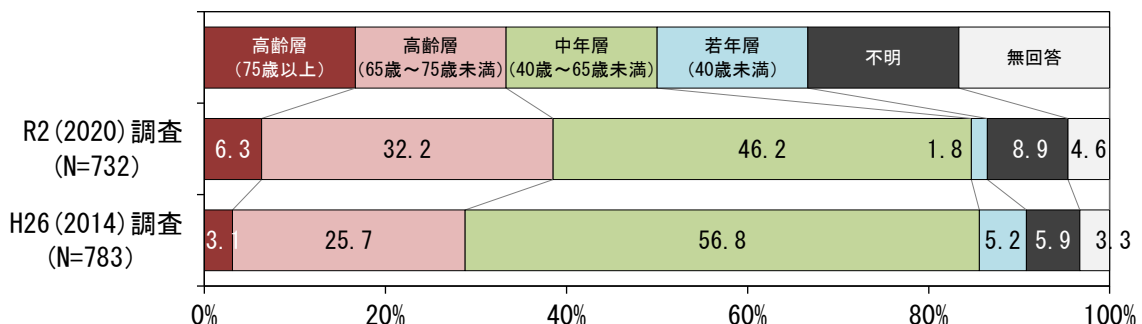 高齢層
(75歳以上)
高齢層
(65歳～75歳未満)
中年層
(40歳～65歳未満)
若年層
(40歳未満)
不明
無回答
R2(2020)調査
(N=732)
6.3
32.2
46.2
1.8
8.9
4.6
H26(2014)調査
(N=783)
3.1
25.7
56.8
5.2
5.9
3.3
0%
20%
40%
60%
80%
100%